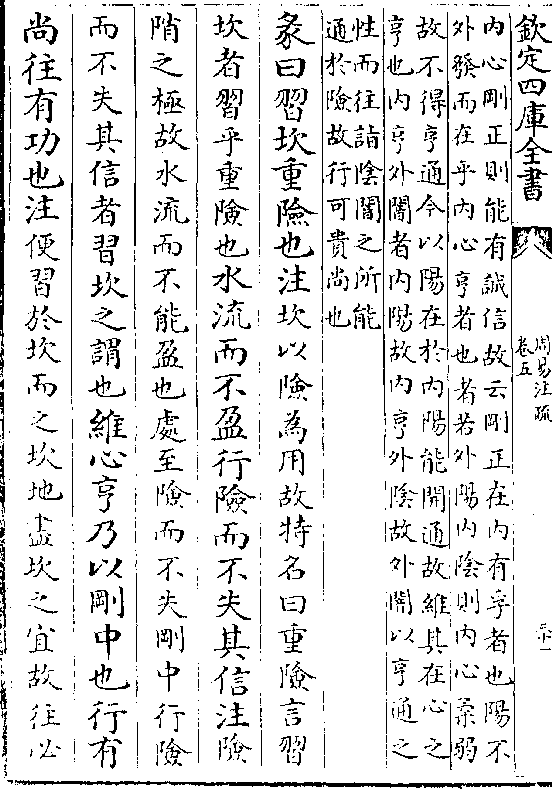 欽定四庫全書
周易注疏
卷五
內心剛正則能有誠信故云剛正在內有孚者也陽不
外發而在乎內心亨者也者若外陽內陰則內心柔弱
故不得亨通今以陽在於內陽能開通故維其在心之
亨也內亨外闇者內陽故內亨外陰故外闇以亨通之
性而往詣陰闇之所能
通於險故行可貴尚也
彖曰習坎重險也注坎以險為用故特名曰重險言習
坎者習乎重險也水流而不盈行險而不失其信注險
陗之極故水流而不能盈也處至險而不失剛中行險
而不失其信者習坎之謂也維心亨乃以剛中也行有
尚往有功也注便習於坎而之坎地盡坎之宜故往必